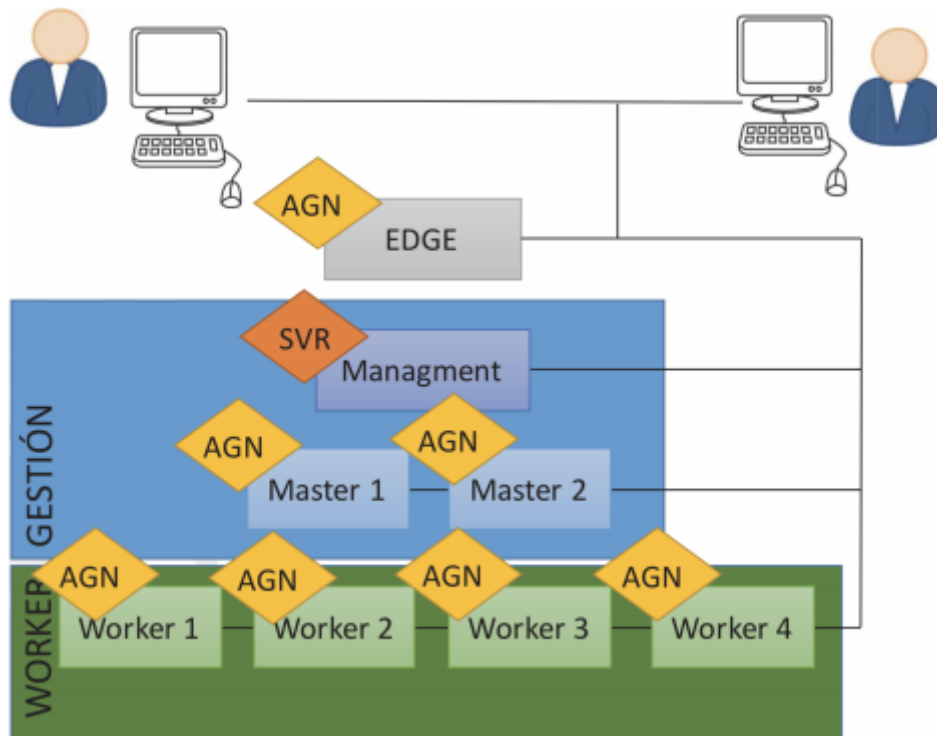 AGN
EDGE
SVR
Managment
GESTIÓN
AGN
AGN
Master 1
Master 2
WORKER
AGN
AGN
AGN
AGN
Worker 1
Worker 2
Worker 3
Worker 4